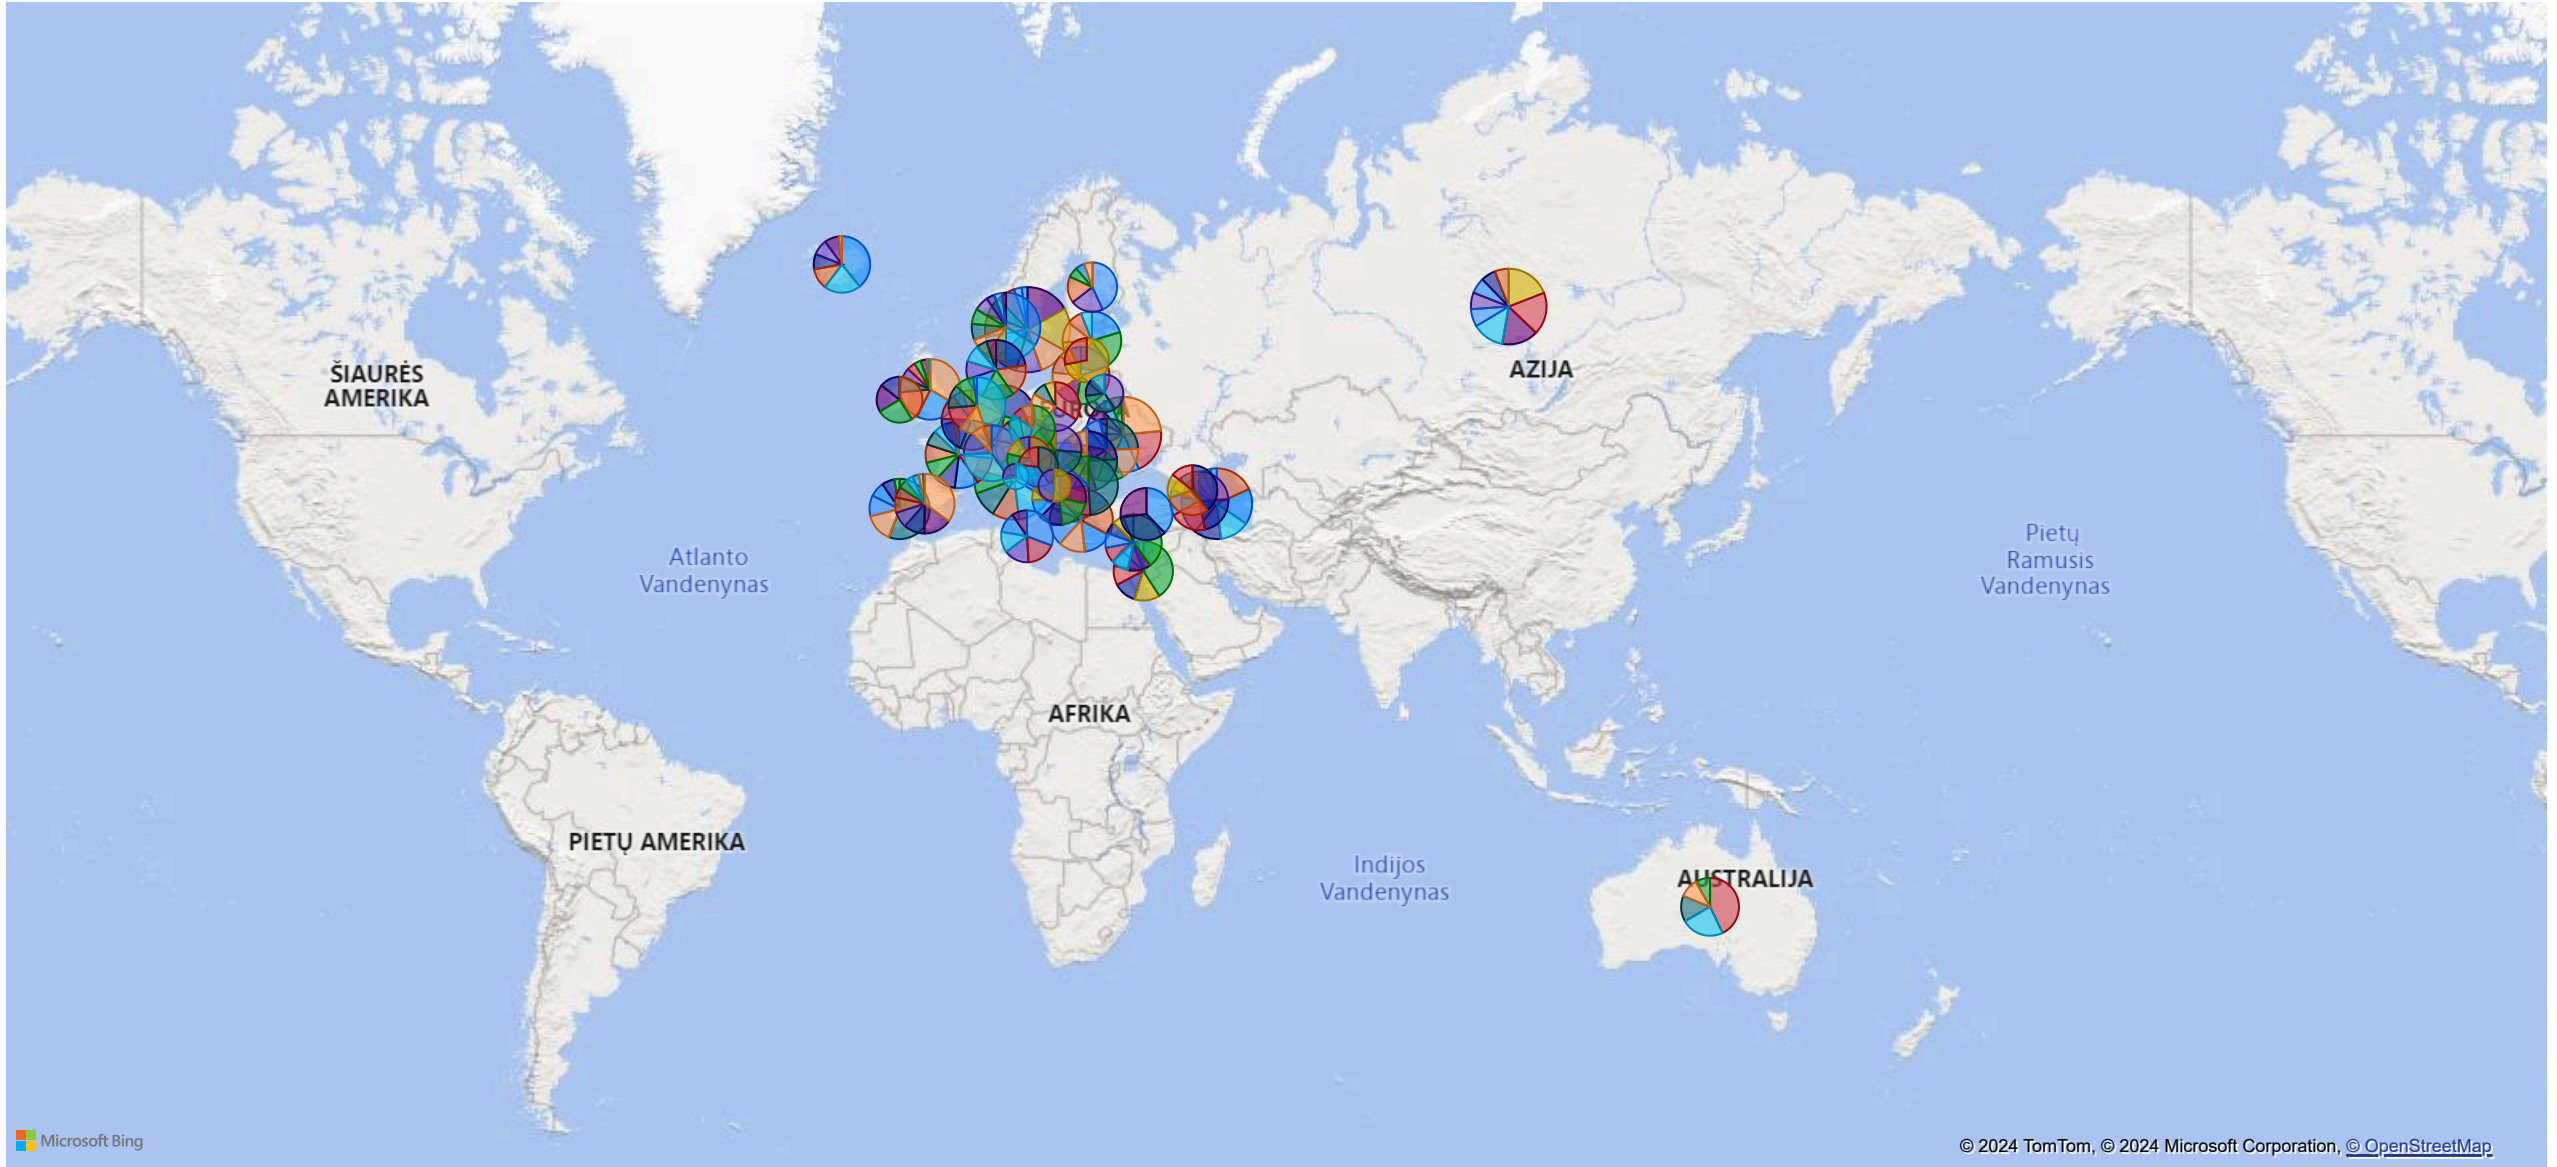 ŠIAURĖS
AMERIKA
AZIJA
EUROPA
Atlanto
Vandenynas
Pietų
Ramusis
Vandenynas
AFRIKA
PIETŲ AMERIKA
Indijos
Vandenynas
AUSTRALIJA
Microsoft Bing
© 2024 TomTom, © 2024 Microsoft Corporation, © OpenStreetMap